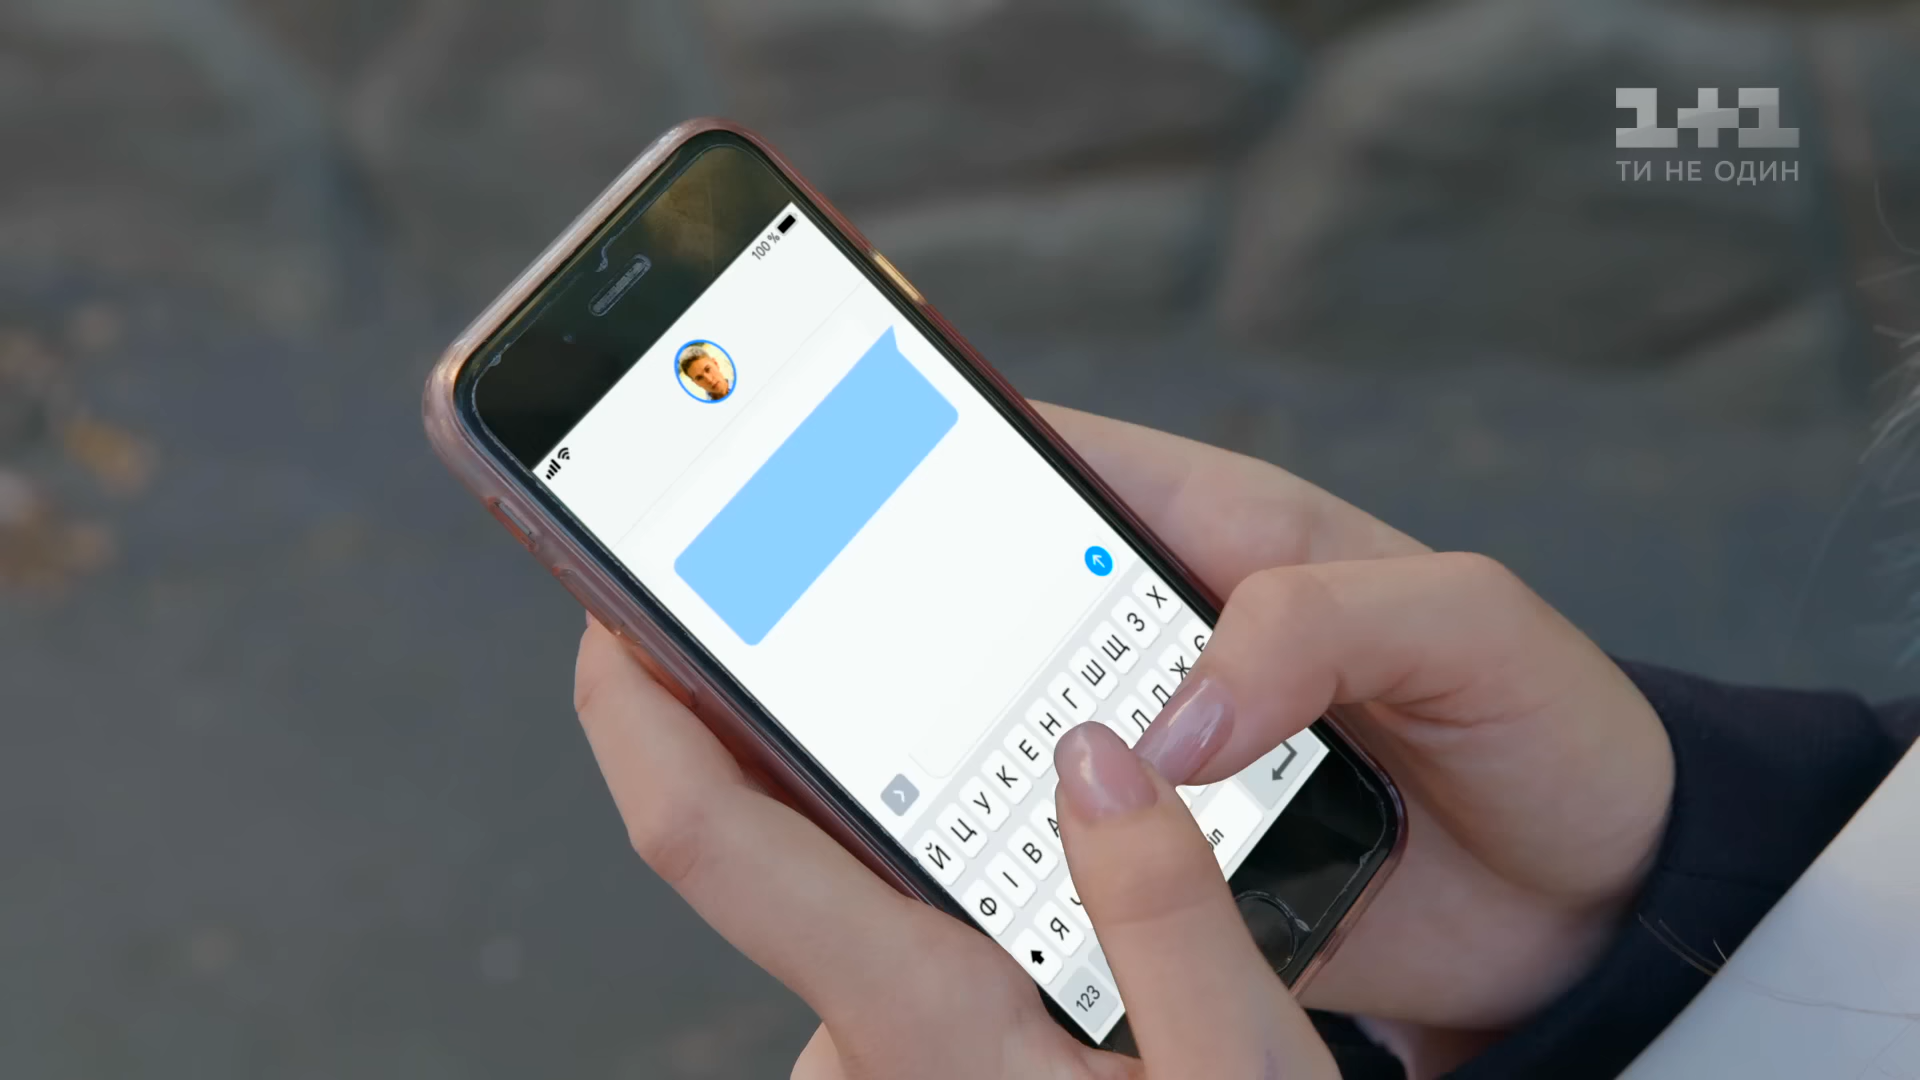 1+1
ТИ НЕ ОДИН
100 %
Й Ц У К Е Н Г Ш Щ З Х
Ф І В А Л Д Ж Є
Я
123